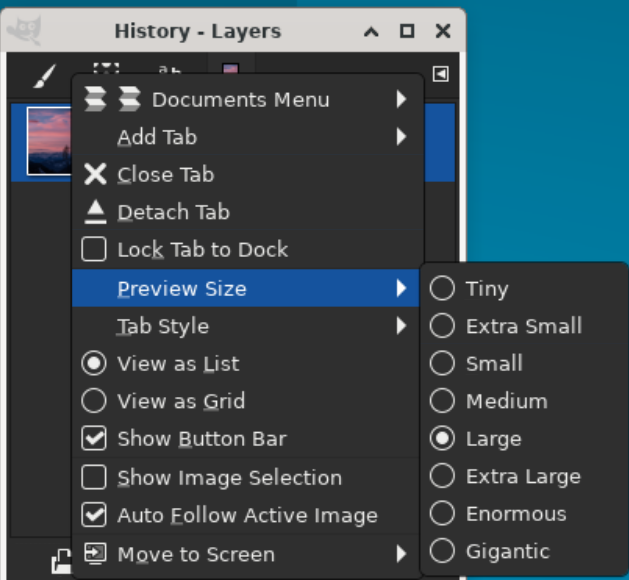 History - Layers
Documents Menu
Add Tab
Close Tab
Detach Tab
Lock Tab to Dock
Preview Size
Tab Style
View as List
View as Grid
Show Button Bar
Show Image Selection
Auto Follow Active Image
Move to Screen
Tiny
Extra Small
Small
Medium
Large
Extra Large
Enormous
Gigantic